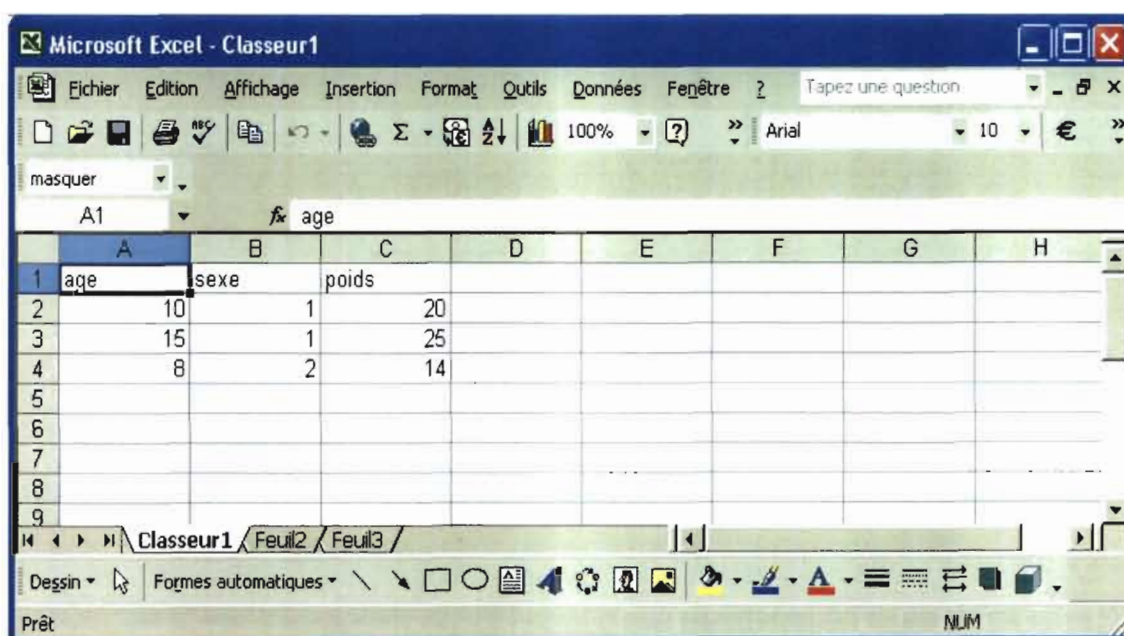 Microsoft Excel - Classeur1
Eichier Edition Affichage Insertion Format Outils Données Fenêtre ? Tapez une question
100% Arial 10 €
masquer
A1 fx age
A B C D E F G H
1 age sexe poids
2 10 1 20
3 15 1 25
4 8 2 14
5
6
7
8
9
Classeur1 Feuil2 Feuil3
Dessin Formes automatiques
Prêt NUM